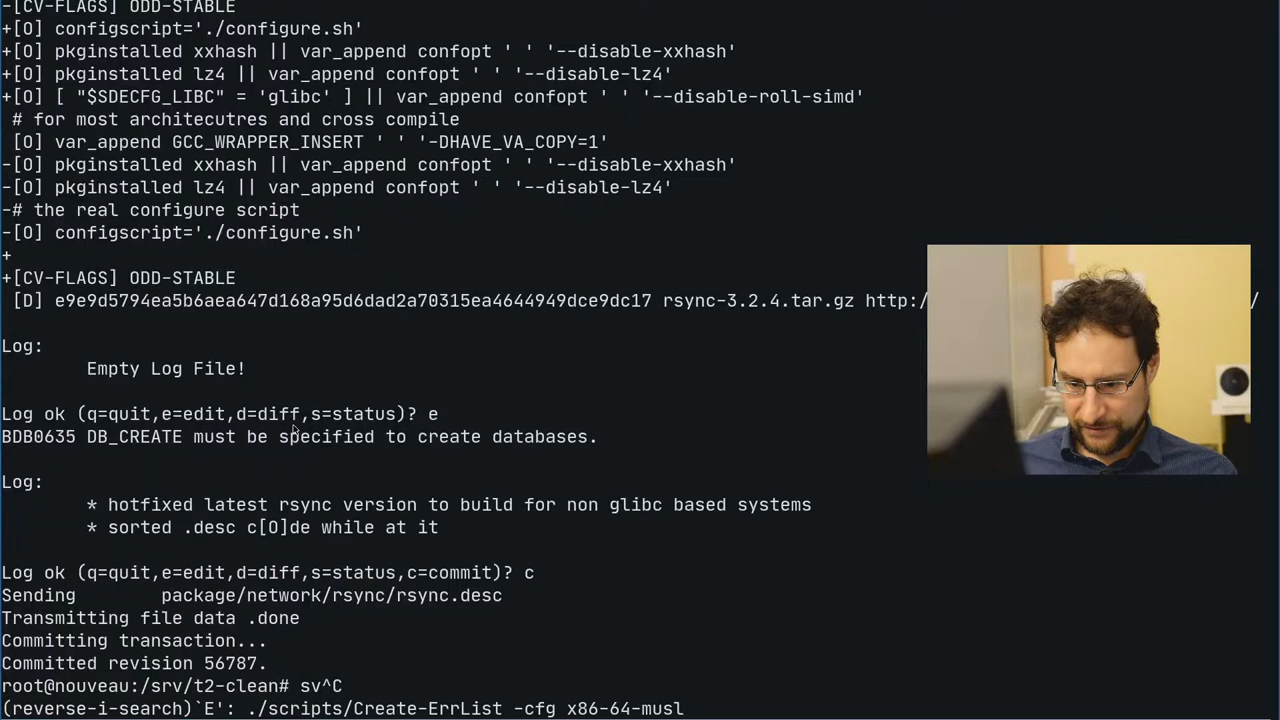 -[CV-FLAGS] ODD-STABLE
+[O] configscript='./configure.sh'
+[O] pkginstalled xxhash || var_append confopt ' ' '--disable-xxhash'
+[O] pkginstalled lz4 || var_append confopt ' ' '--disable-lz4'
+[O] [ "$SDECFG_LIBC" = 'glibc' ] || var_append confopt ' ' '--disable-roll-simd'
 # for most architecutres and cross compile
 [O] var_append GCC_WRAPPER_INSERT ' ' '-DHAVE_VA_COPY=1'
-[O] pkginstalled xxhash || var_append confopt ' ' '--disable-xxhash'
-[O] pkginstalled lz4 || var_append confopt ' ' '--disable-lz4'
-# the real configure script
-[O] configscript='./configure.sh'
+
+[CV-FLAGS] ODD-STABLE
 [D] e9e9d5794ea5b6aea647d168a95d6dad2a70315ea4644949dce9dc17 rsync-3.2.4.tar.gz http:/ /
Log:
Empty Log File!
Log ok (q=quit,e=edit,d=diff,s=status)? e
BDB0635 DB_CREATE must be specified to create databases.
Log:
* hotfixed latest rsync version to build for non glibc based systems
* sorted .desc c[O]de while at it
Log ok (q=quit,e=edit,d=diff,s=status,c=commit)? c
Sending package/network/rsync/rsync.desc
Transmitting file data .done
Committing transaction...
Committed revision 56787.
root@nouveau:/srv/t2-clean# sv^C
(reverse-i-search)`E': ./scripts/Create-ErrList -cfg x86-64-musl